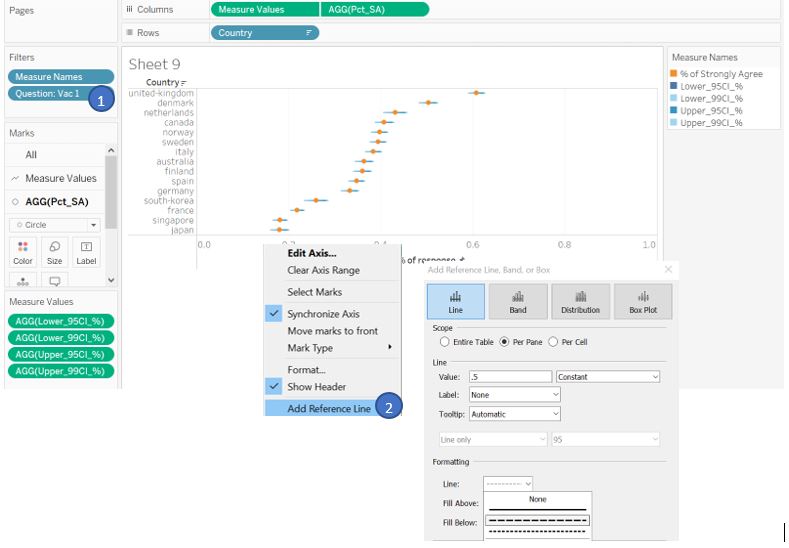 Pages
Columns
Measure Values
AGG(Pct_SA)
Rows
Country
Filters
Measure Names
Question: Vac 1
1
Marks
All
Measure Values
AGG(Pct_SA)
Circle
Color
Size
Label
Measure Values
AGG(Lower_95CI_%)
AGG(Lower_99CI_%)
AGG(Upper_95CI_%)
AGG(Upper_99CI_%)
Sheet 9
Country
united-kingdom
denmark
netherlands
canada
norway
sweden
italy
australia
finland
spain
germany
south-korea
france
singapore
japan
0.0
0.6
0.8
1.0
of response
Measure Names
% of Strongly Agree
Lower_95CI_%
Lower_99CI_%
Upper_95CI_%
Upper_99CI_%
Edit Axis...
Clear Axis Range
Select Marks
Synchronize Axis
Move marks to front
Mark Type
Format...
Show Header
Add Reference Line
2
Add Reference Line, Band, or Box
Line
Band
Distribution
Box Plot
Scope
Entire Table
Per Pane
Per Cell
Line
Value:
.5
Constant
Label:
None
Tooltip:
Automatic
Line only
95
Formatting
Line:
None
Fill Above:
Fill Below: